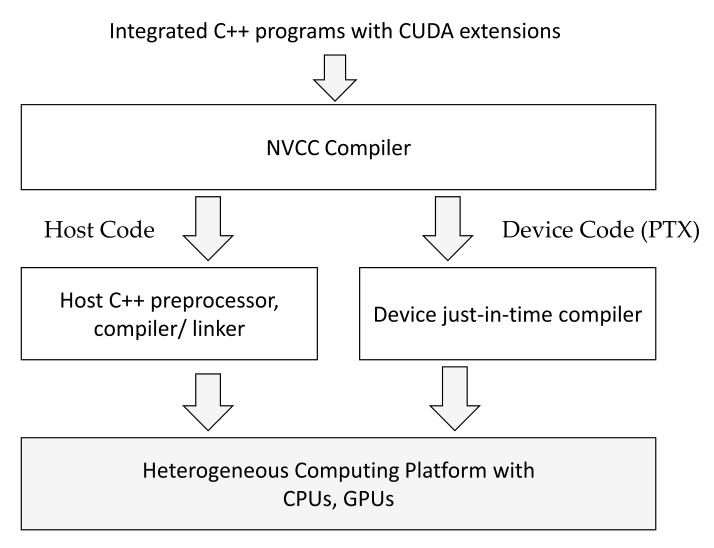 Integrated C++ programs with CUDA extensions
NVCC Compiler
Host Code
Device Code (PTX)
Host C++ preprocessor,
compiler/ linker
Device just-in-time compiler
Heterogeneous Computing Platform with
CPUs, GPUs